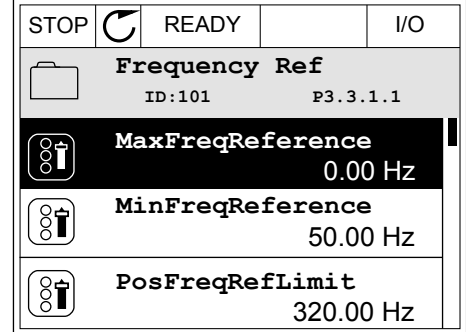 STOP READY I/O
Frequency Ref
ID:101 P3.3.1.1
MaxFreqReference
0.00 Hz
MinFreqReference
50.00 Hz
PosFreqRefLimit
320.00 Hz